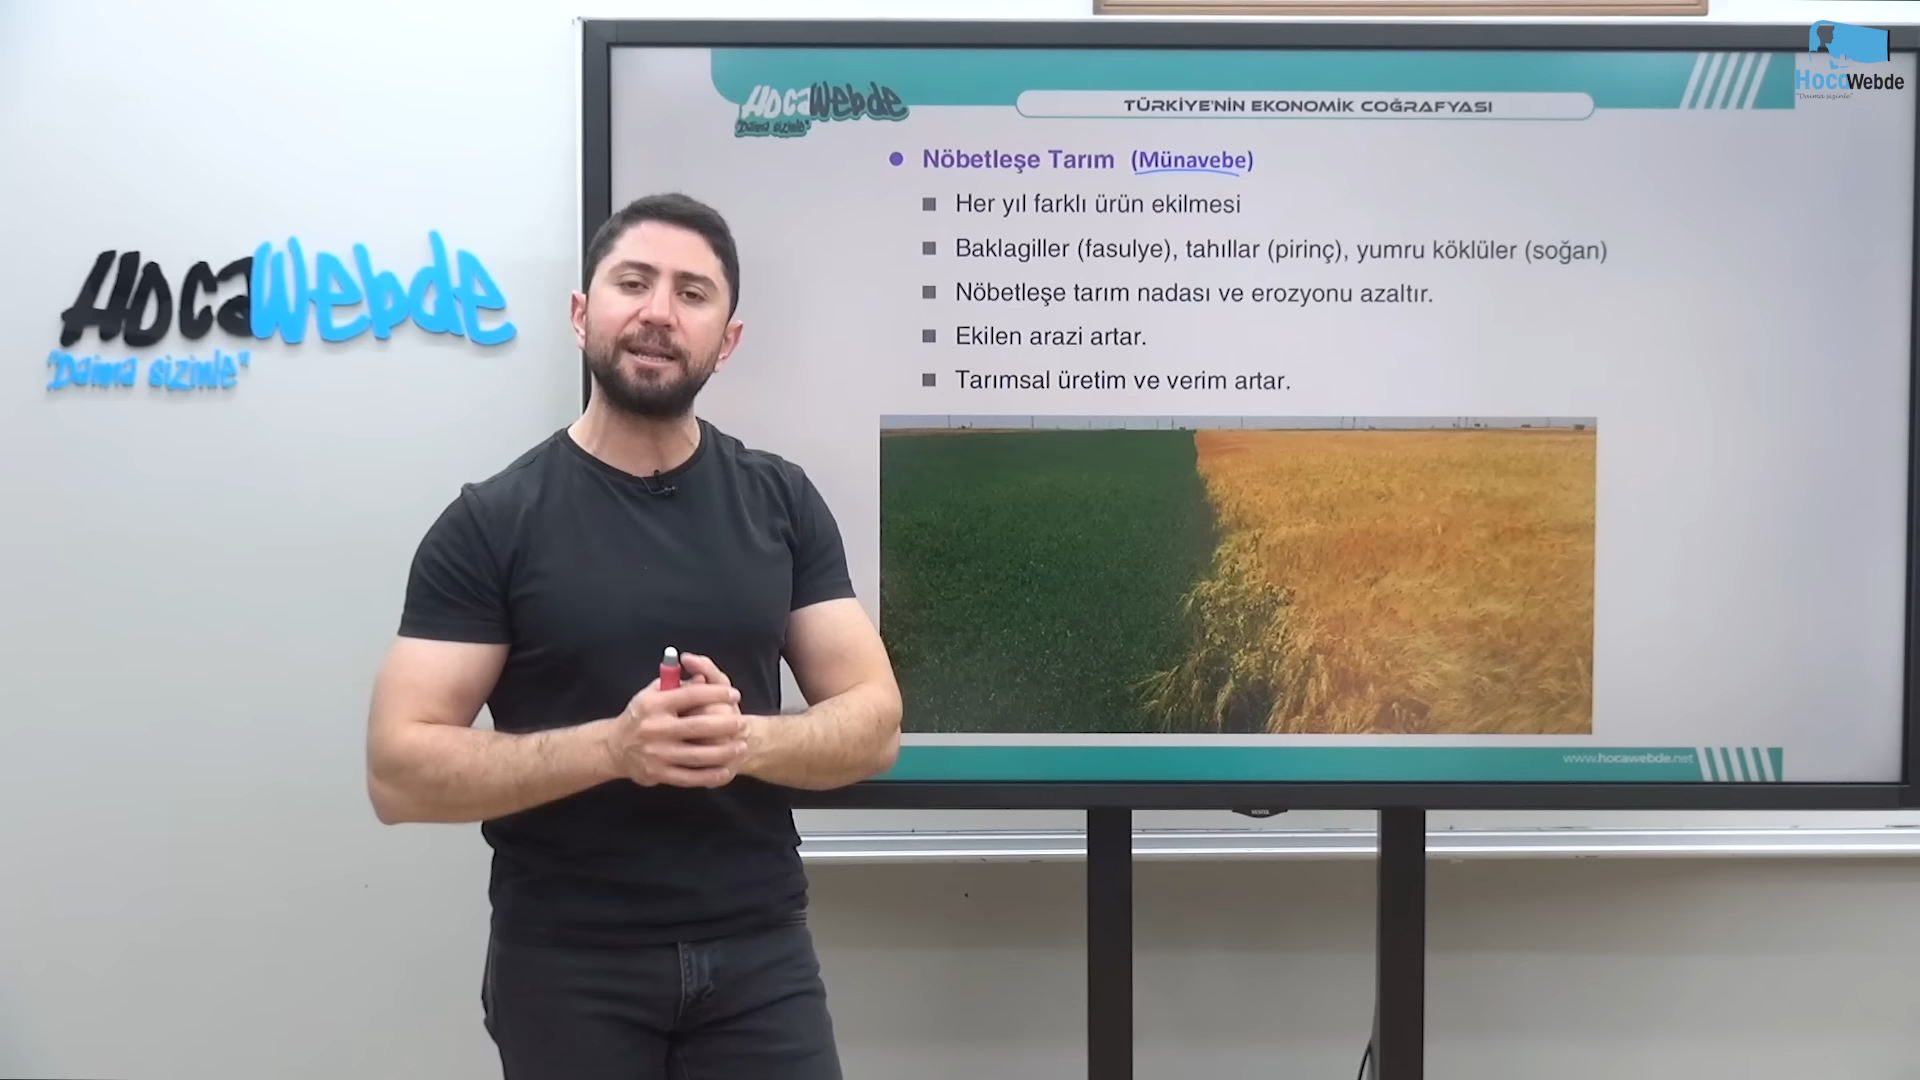 HocaWebde
"Daima sizinle"
HocaWebde
"Daima sizinle"
TÜRKİYE'NİN EKONOMİK COĞRAFYASI
HocaWebde
"Daima sizinle"
Nöbetleşe Tarım (Münavebe)
Her yıl farklı ürün ekilmesi
Baklagiller (fasulye), tahıllar (pirinç), yumru köklüler (soğan)
Nöbetleşe tarım nadası ve erozyonu azaltır.
Ekilen arazi artar.
Tarımsal üretim ve verim artar.
www.hocawebde.net